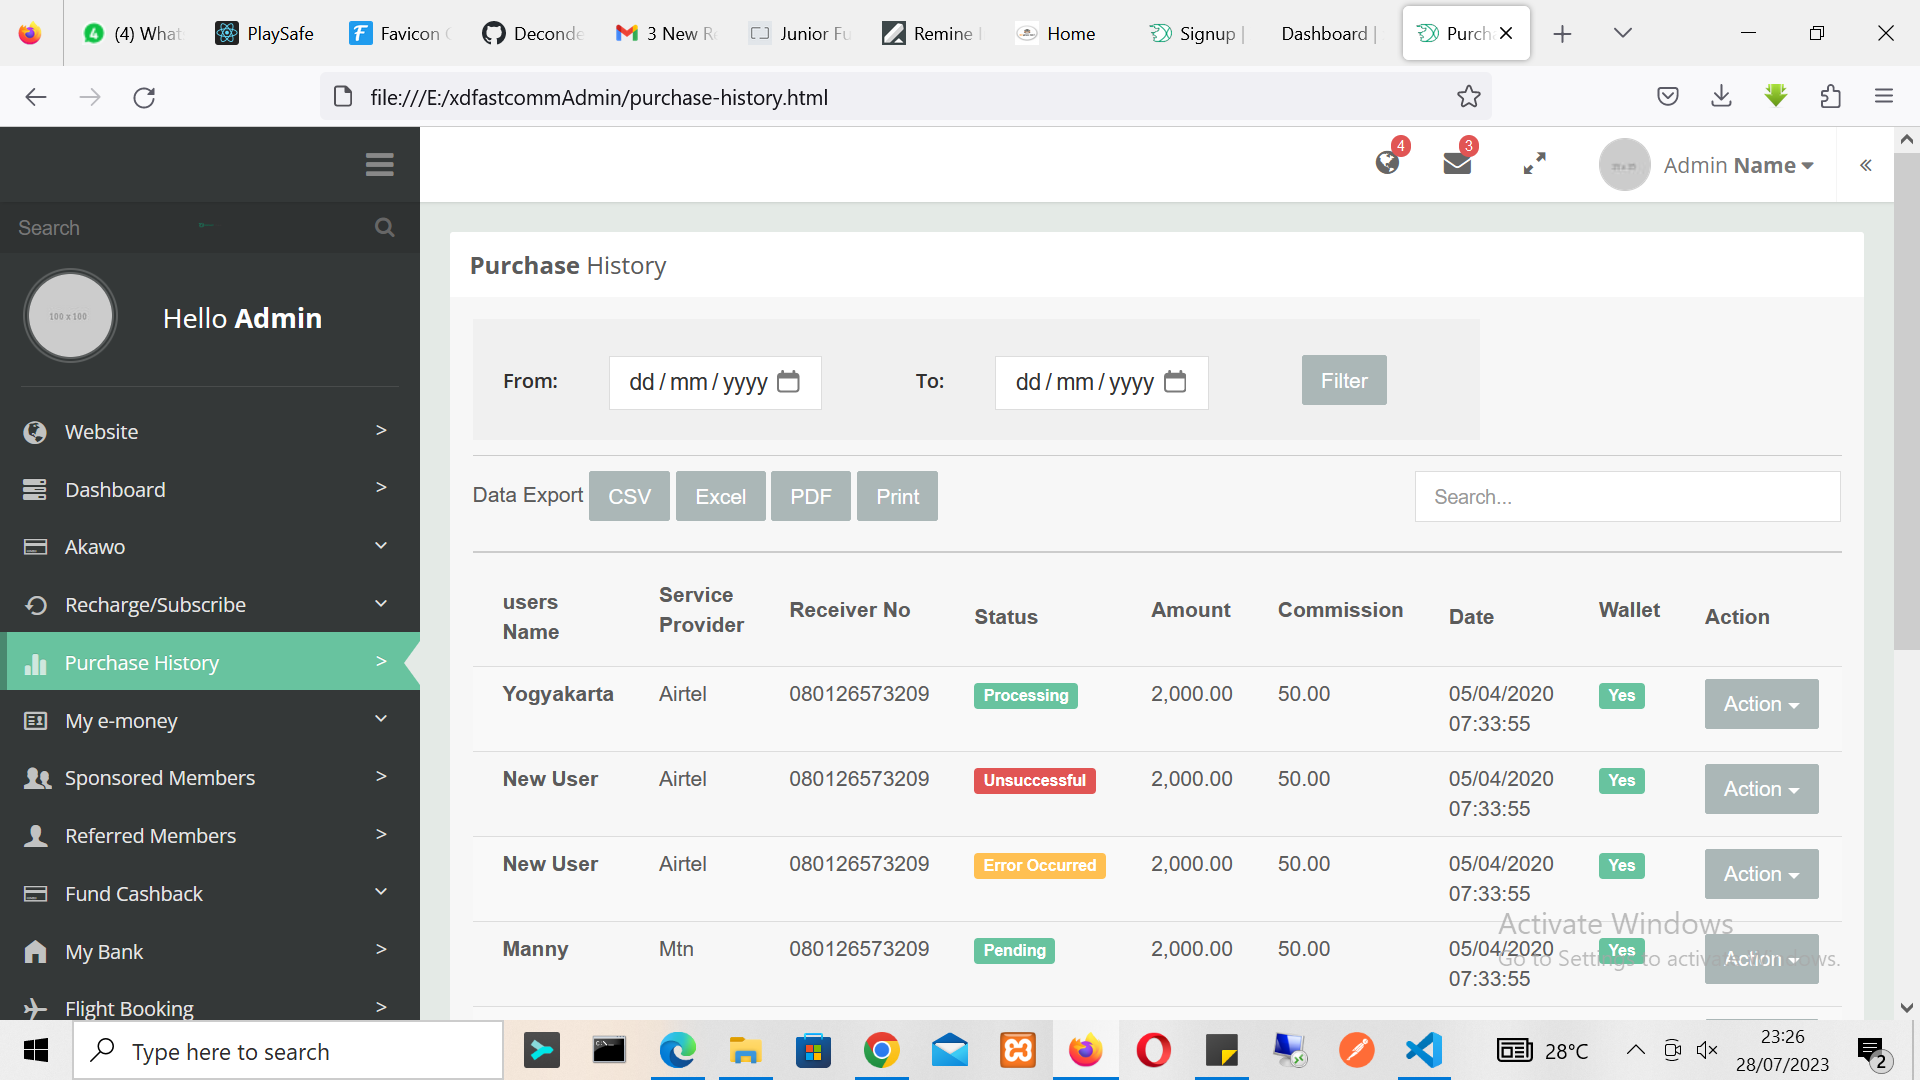 4
(4) What
PlaySafe
Favicon
Deconde
3 New R
Junior Fu
Remine
Home
Signup |
Dashboard |
Purch
file:///E:/xdfastcommAdmin/purchase-history.html
4
3
Admin Name
«
Search
100 x 100
Hello Admin
Website >
Dashboard >
Akawo
Recharge/Subscribe
Purchase History >
My e-money
Sponsored Members >
Referred Members >
Fund Cashback
My Bank >
Flight Booking >
Purchase History
From: dd/mm/yyyy To: dd/mm/yyyy Filter
Data Export CSV Excel PDF Print Search...
users Name Service Provider Receiver No Status Amount Commission Date Wallet Action
Yogyakarta Airtel 080126573209 Processing 2,000.00 50.00 05/04/2020 Yes Action
07:33:55
New User Airtel 080126573209 Unsuccessful 2,000.00 50.00 05/04/2020 Yes Action
07:33:55
New User Airtel 080126573209 Error Occurred 2,000.00 50.00 05/04/2020 Yes Action
07:33:55
Manny Mtn 080126573209 Pending 2,000.00 50.00 05/04/2020 Yes Action
07:33:55
Activate Windows
Go to Settings to activate Windows.
Type here to search
28°C
23:26
28/07/2023
2